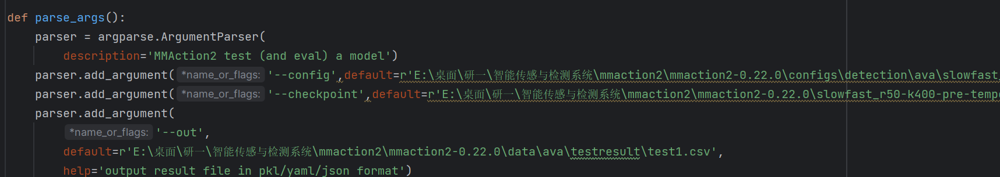 def parse_args():
parser = argparse.ArgumentParser(
description='MMAction2 test (and eval) a model')
parser.add_argument( *name_or_flags: '--config',default=r'E:\桌面\研一\智能传感与检测系统\mmaction2\mmaction2-0.22.0\configs\detection\ava\slowfast_
parser.add_argument( *name_or_flags: '--checkpoint',default=r'E:\桌面\研一\智能传感与检测系统\mmaction2\mmaction2-0.22.0\slowfast_r50-k400-pre-temp
parser.add_argument(
*name_or_flags: '--out',
default=r'E:\桌面\研一\智能传感与检测系统\mmaction2\mmaction2-0.22.0\data\ava\testresult\test1.csv',
help='output result file in pkl/yaml/json format')